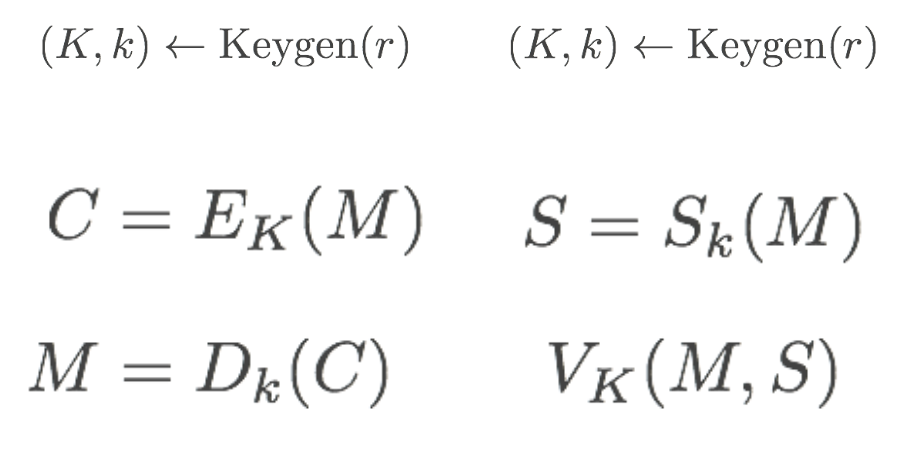 (K, k) ← Keygen(r)
(K, k) ← Keygen(r)
C = E_K(M)
S = S_k(M)
M = D_k(C)
V_K(M, S)